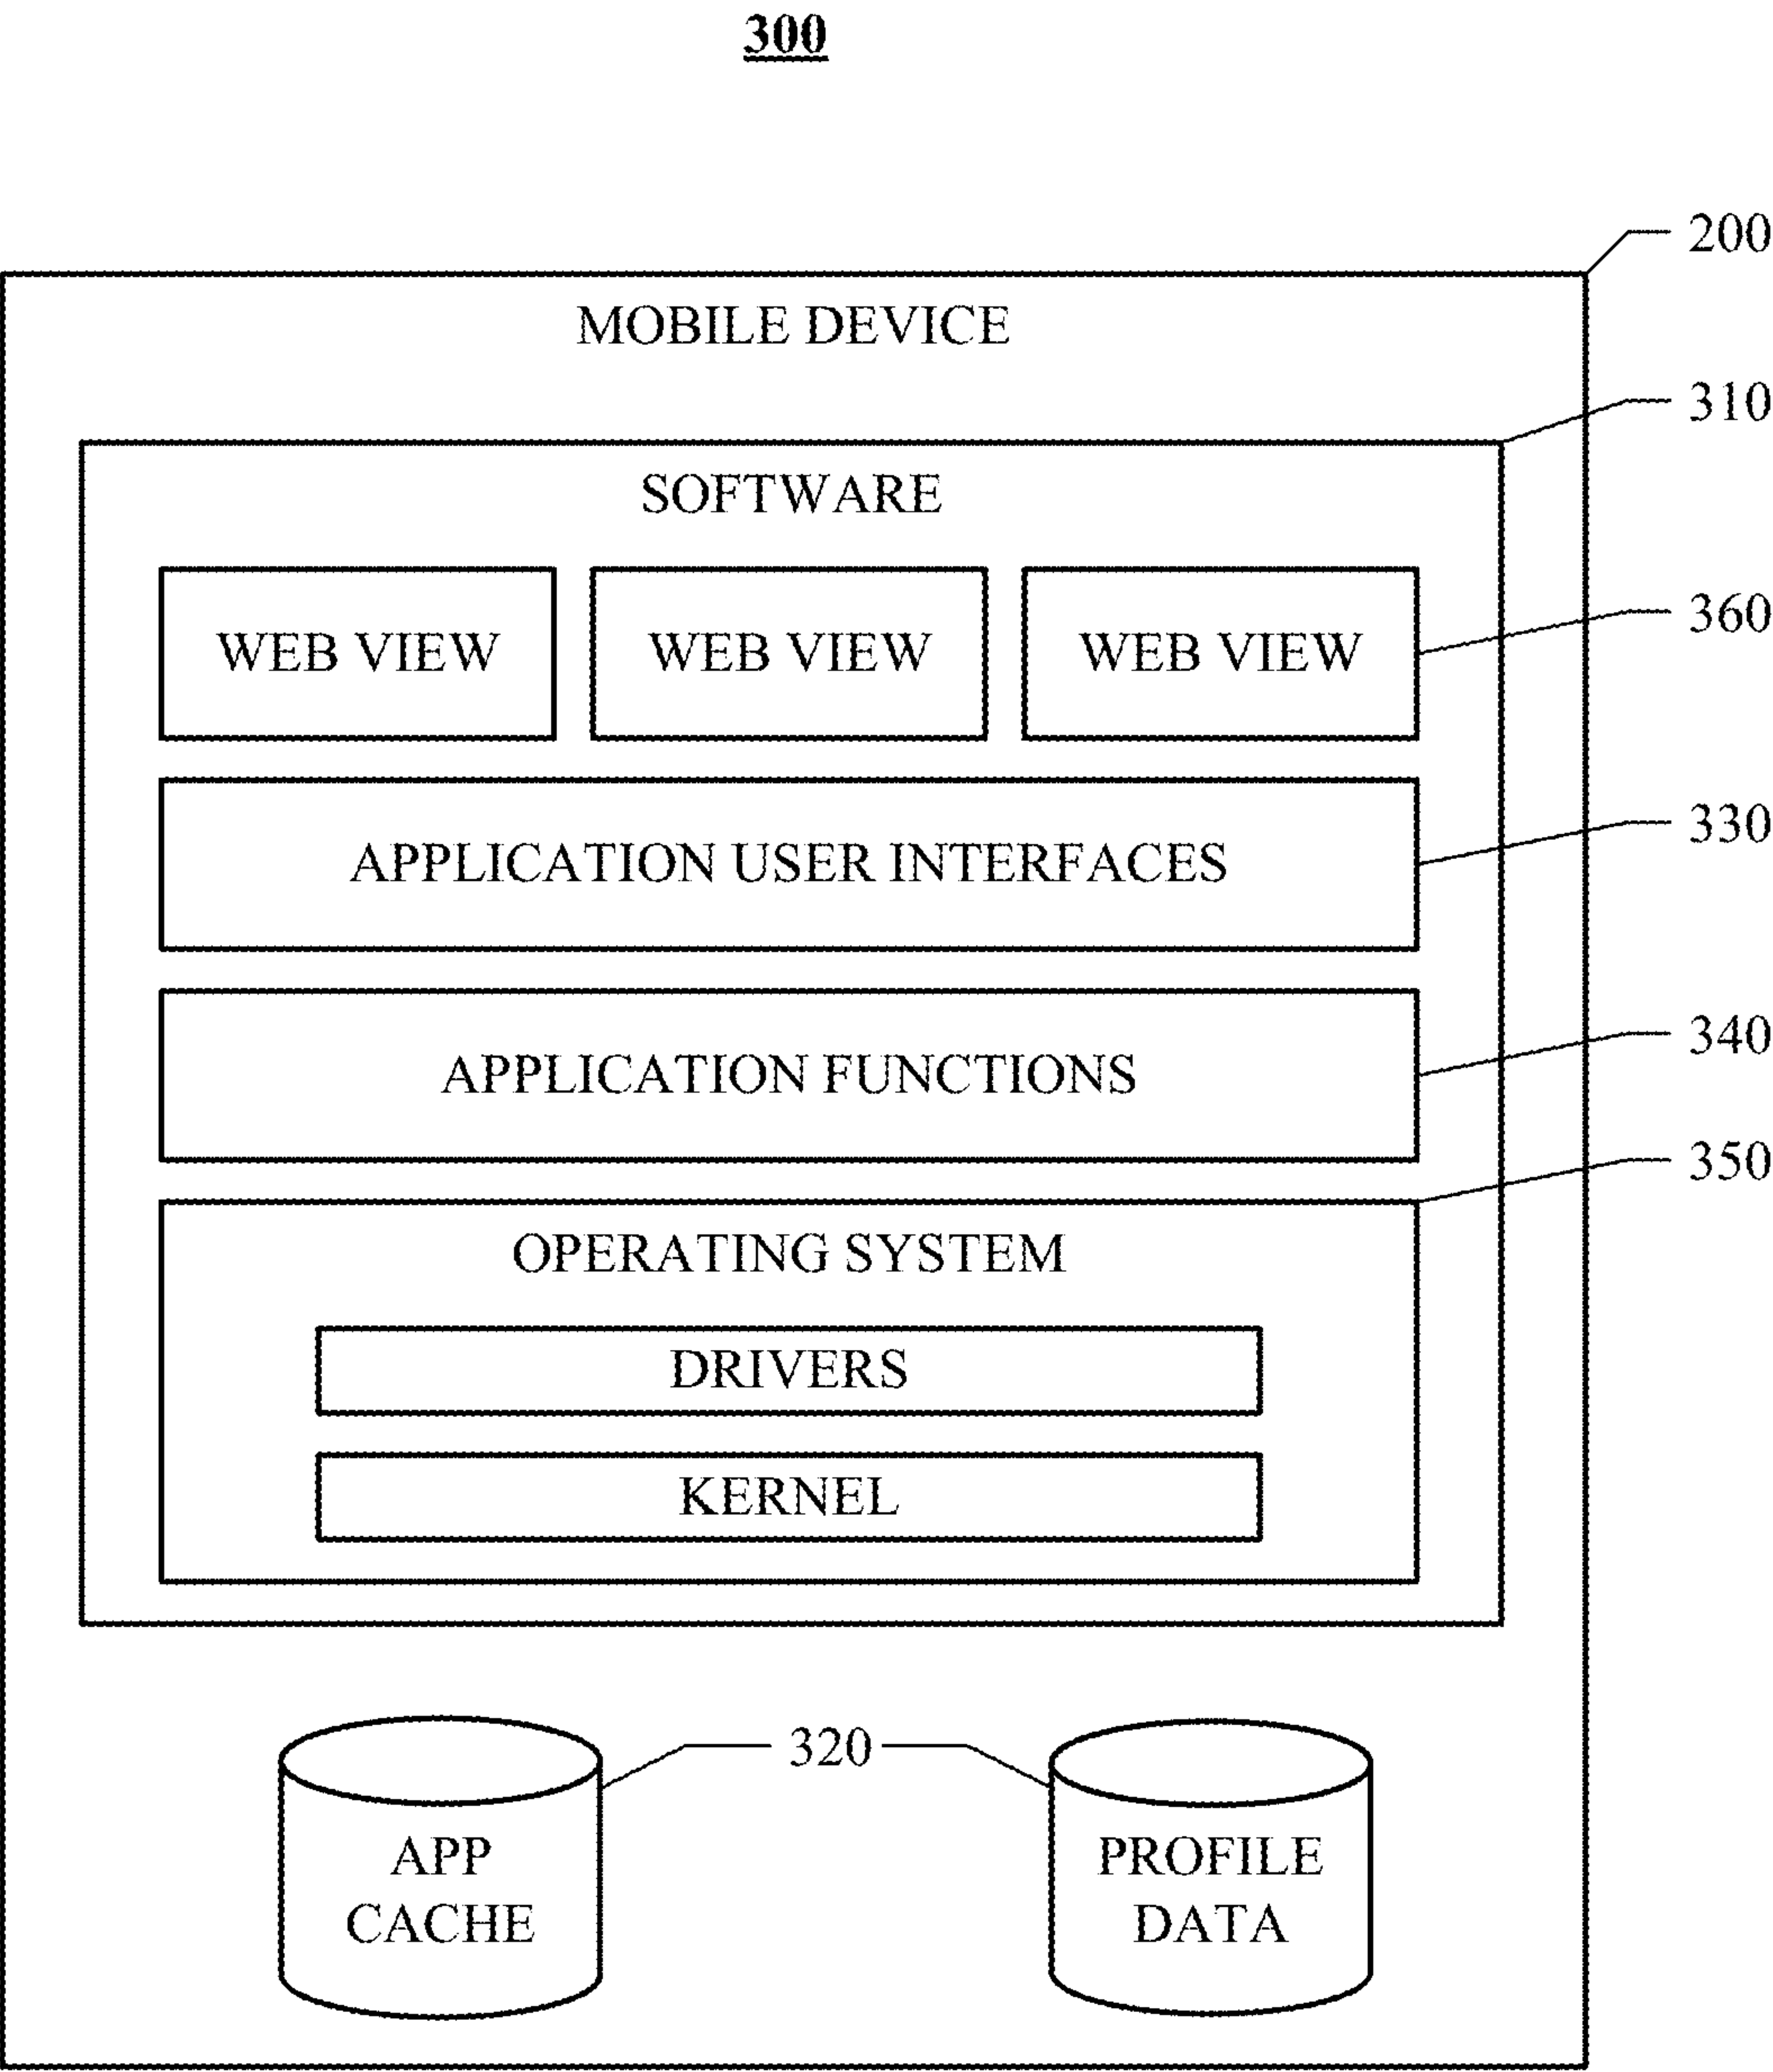 300
200
MOBILE DEVICE
310
SOFTWARE
WEB VIEW WEB VIEW WEB VIEW
360
APPLICATION USER INTERFACES
330
APPLICATION FUNCTIONS
340
350
OPERATING SYSTEM
DRIVERS
KERNEL
320
APP
CACHE
PROFILE
DATA